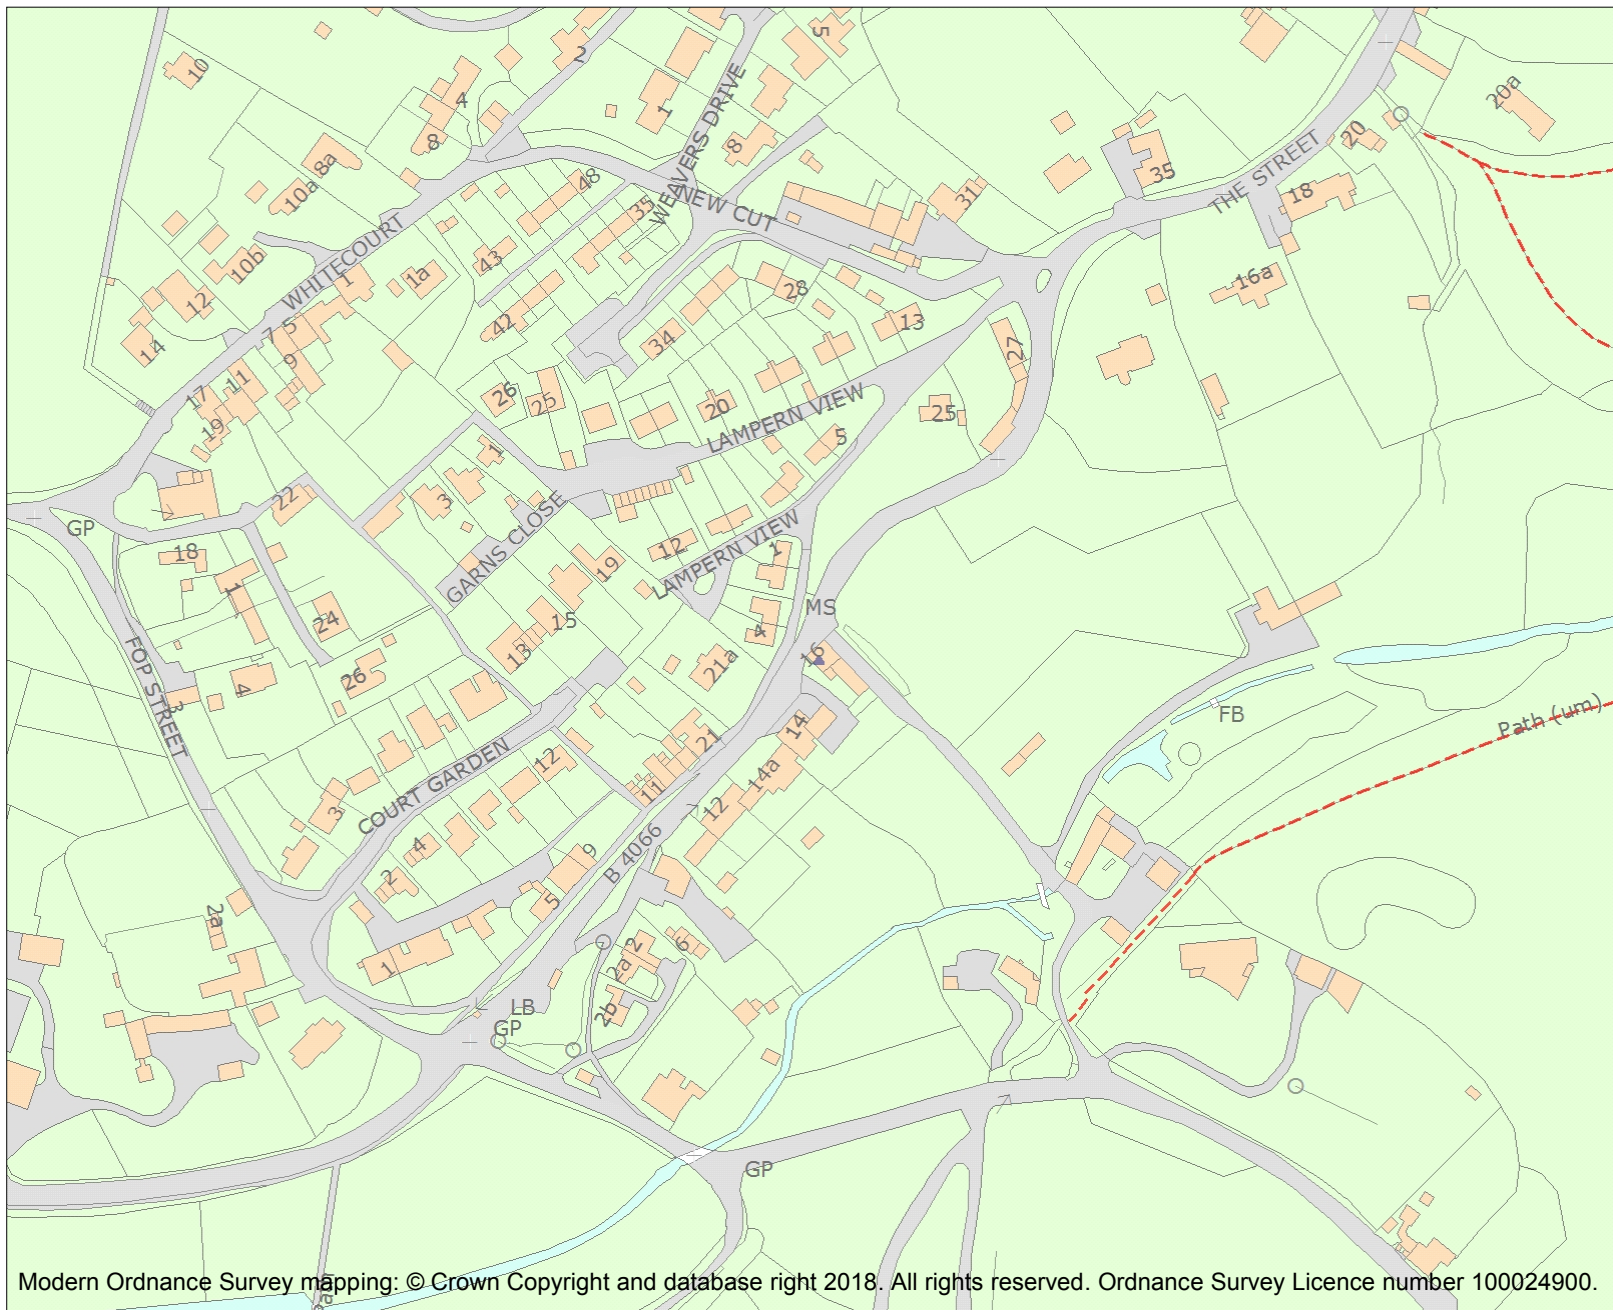 10
2
5
4
8
1
WEAVERS DRIVE
8
20a
20
THE STREET
8a
10a
48
35
NEW CUT
31
35
18
WHITECOURT
10b
43
1a
1
16a
12
28
42
13
14
7
5
34
27
9
11
17
26
25
20
LAMPERN VIEW
25
19
5
1
22
3
GP
GARNS CLOSE
LAMPERN VIEW
12
1
18
19
1
24
15
MS
4
FOP STREET
13
16
26
4
21a
3
FB
Path (um)
14
21
12
COURT GARDEN
14a
11
3
12
B 4066
4
9
2
5
2a
2
6
2a
1
2b
LB
GP
GP
Modern Ordnance Survey mapping: © Crown Copyright and database right 2018. All rights reserved. Ordnance Survey Licence number 100024900.